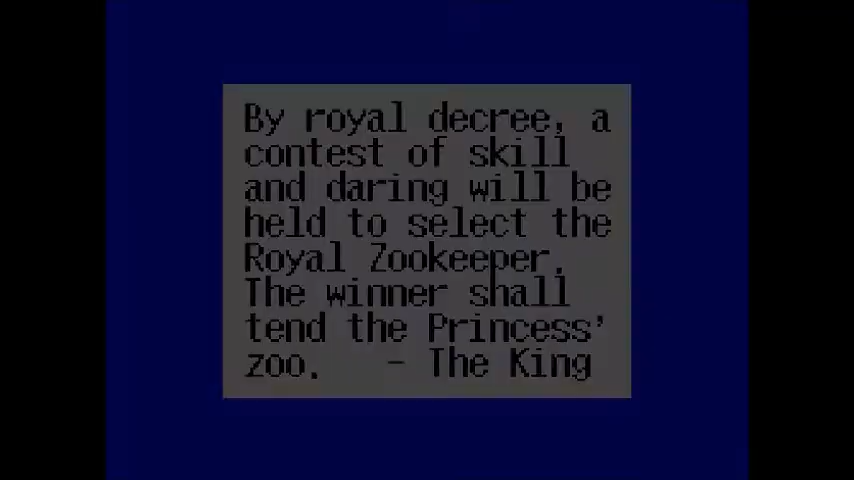 By royal decree, a
contest of skill
and daring will be
held to select the
Royal Zookeeper.
The winner shall
tend the Princess'
zoo.   - The King